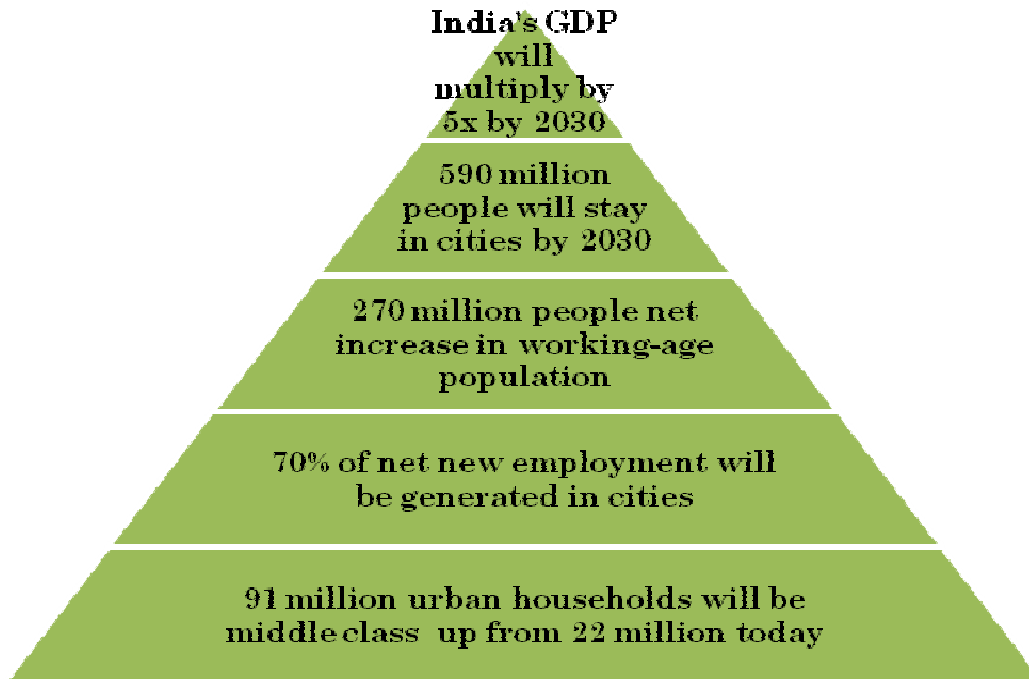 India's GDP
will
multiply by
5x by 2030
590 million
people will stay
in cities by 2030
270 million people net
increase in working-age
population
70% of net new employment will
be generated in cities
91 million urban households will be
middle class up from 22 million today